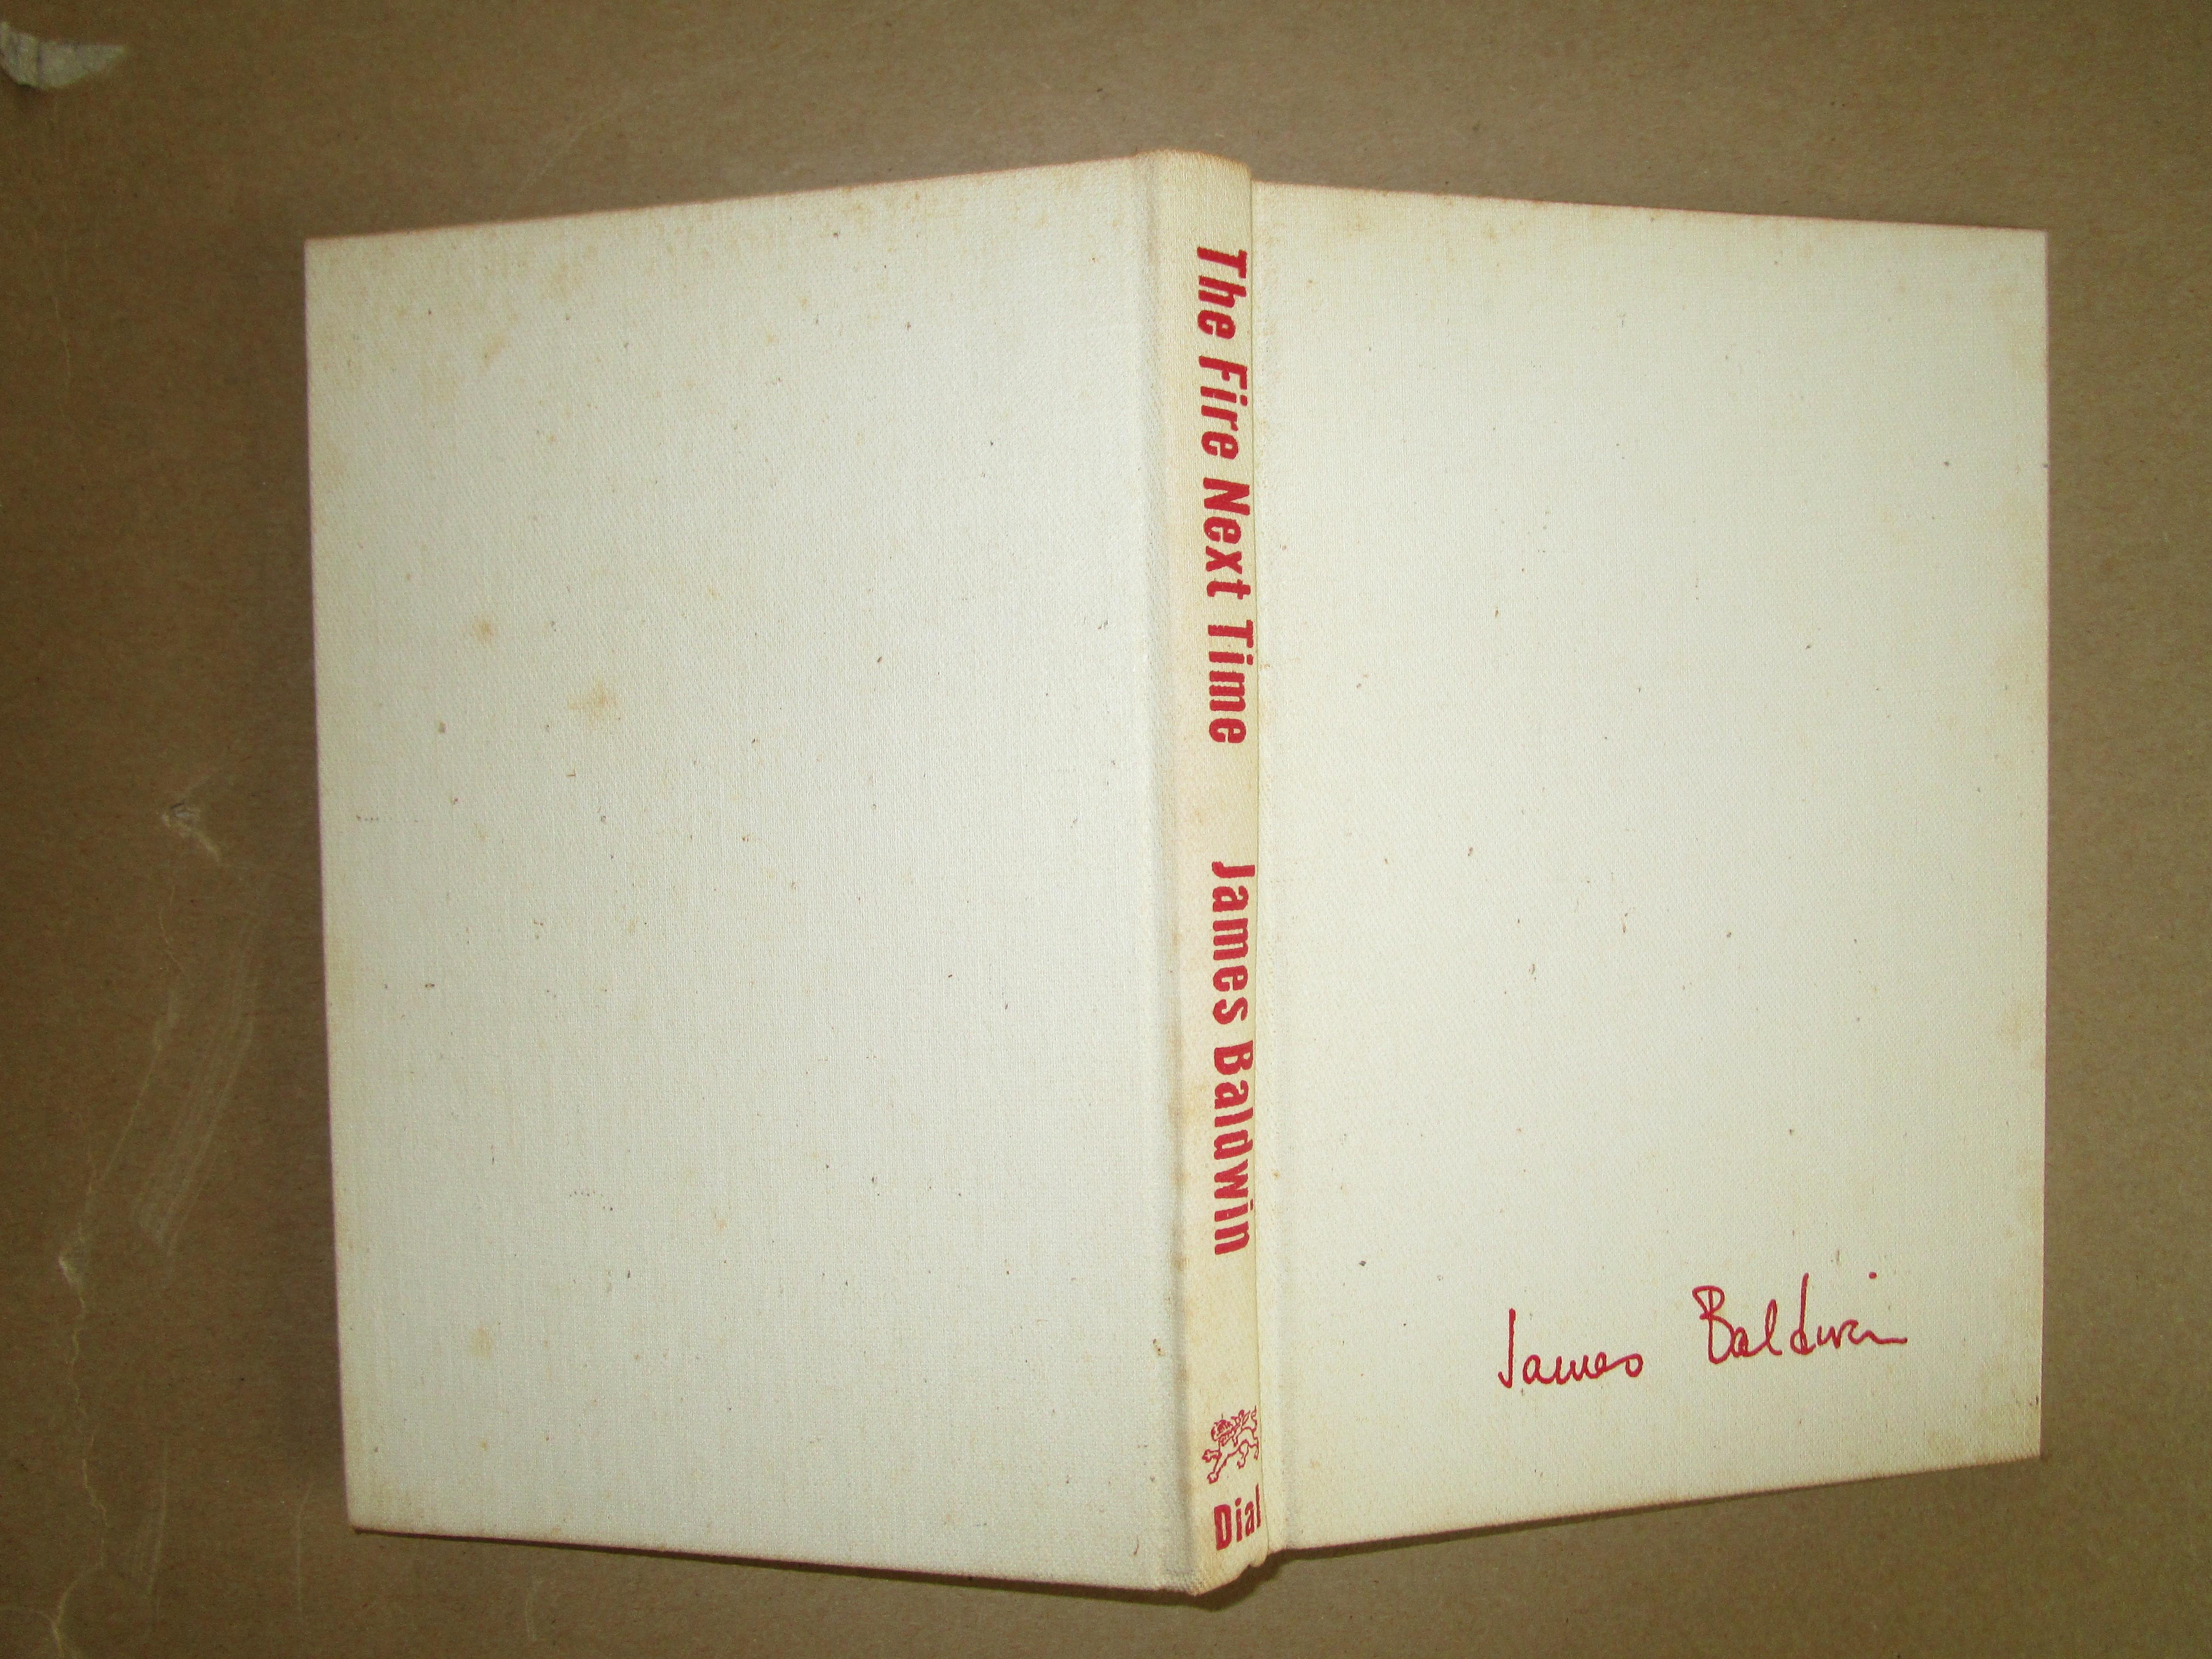 The Fire Next Time James Baldwin Dial
James Baldwin